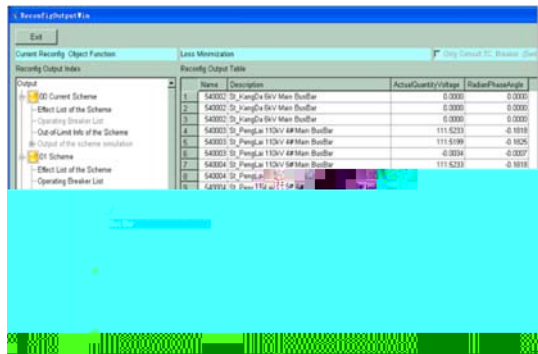 ReconfigOutputWin
Exit
Current Reconfig Object Function Loss Minimization Only Consult TC Breaker
Reconfig Output Index Reconfig Output Table
Output
00 Current Scheme
Effect List of the Scheme
Operating Breaker List
Out-of-Limit Info of the Scheme
Output of the scheme simulation
01 Scheme
Effect List of the Scheme
Operating Breaker List
Name Description ActualQuantityVoltage RadianPhaseAngle
1 540002 St_KangDa 6kV Main BusBar 0.0000 0.0000
2 540002 St_KangDa 6kV Main BusBar 0.0000 0.0000
3 540002 St_KangDa 6kV Main BusBar 0.0000 0.0000
4 540003 St_PengLai 110kV 4# Main BusBar 111.5233 -0.1818
5 540003 St_PengLai 110kV 4# Main BusBar 111.5199 -0.1825
6 540003 St_PengLai 110kV 4# Main BusBar -0.0034 -0.0007
7 540004 St_PengLai 110kV 5# Main BusBar 111.5233 -0.1818
8 540004 St_PengLai
9 540004 St_Peng 110kV 5#
Bus Bar